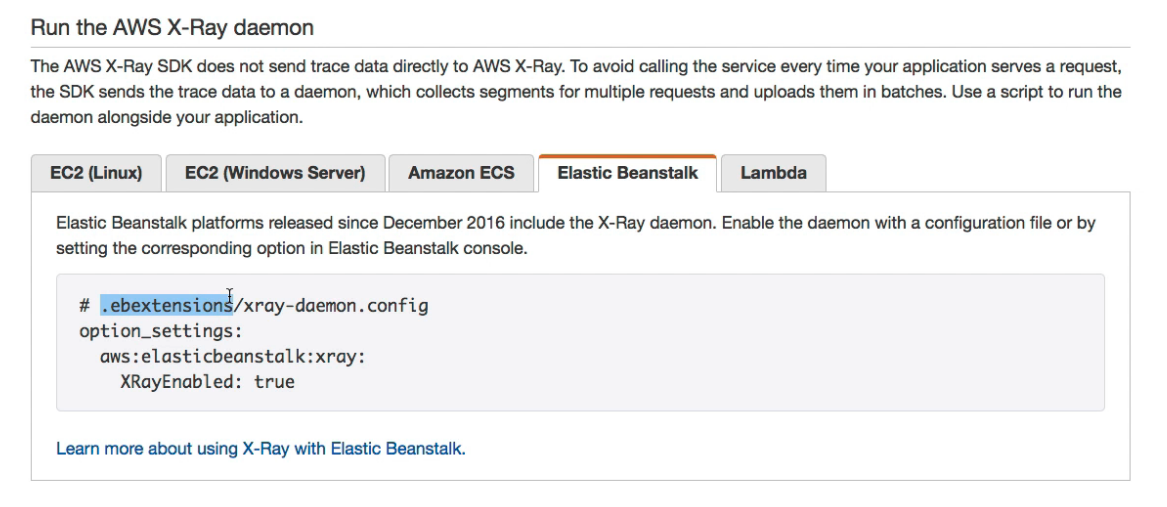 Run the AWS X-Ray daemon
The AWS X-Ray SDK does not send trace data directly to AWS X-Ray. To avoid calling the service every time your application serves a request,
the SDK sends the trace data to a daemon, which collects segments for multiple requests and uploads them in batches. Use a script to run the
daemon alongside your application.
EC2 (Linux) EC2 (Windows Server) Amazon ECS Elastic Beanstalk Lambda
Elastic Beanstalk platforms released since December 2016 include the X-Ray daemon. Enable the daemon with a configuration file or by
setting the corresponding option in Elastic Beanstalk console.
# .ebextensions/xray-daemon.config
option_settings:
  aws:elasticbeanstalk:xray:
    XRayEnabled: true
Learn more about using X-Ray with Elastic Beanstalk.